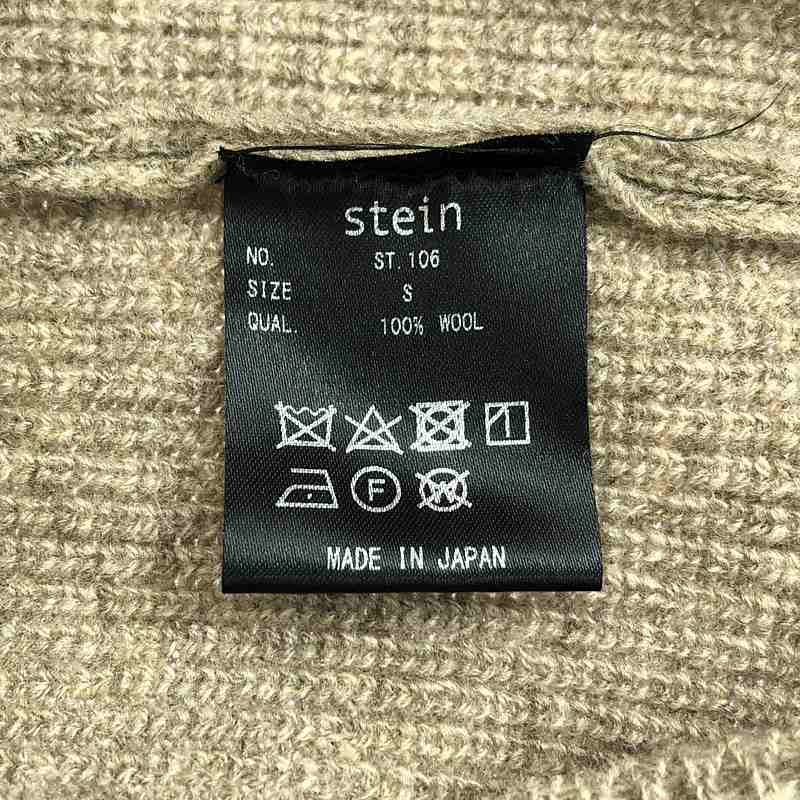 stein
NO. ST.106
SIZE S
QUAL. 100% WOOL
F W
MADE IN JAPAN